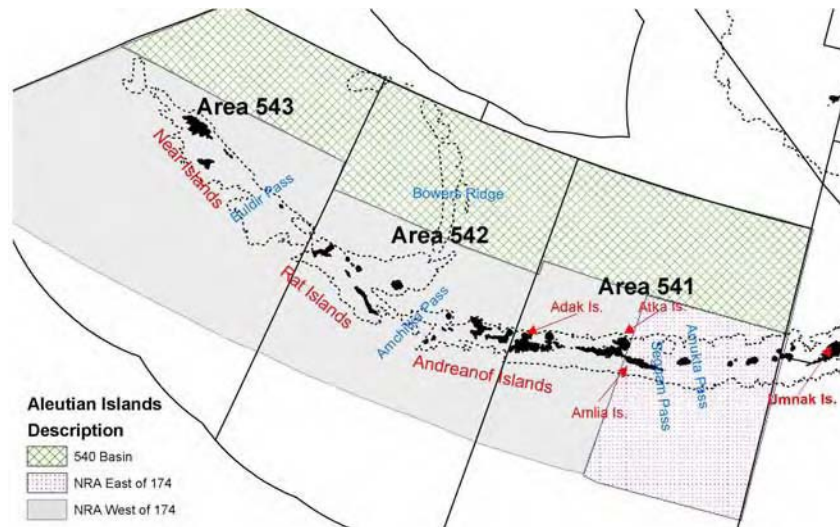 Area 543
Near Islands
Buldir Pass
Bowers Ridge
Area 542
Rat Islands
Amchitka Pass
Area 541
Adak Is.
Atka Is.
Andreanof Islands
Amlia Is.
Seguam Pass
Amukta Pass
Umnak Is.
Aleutian Islands
Description
540 Basin
NRA East of 174
NRA West of 174